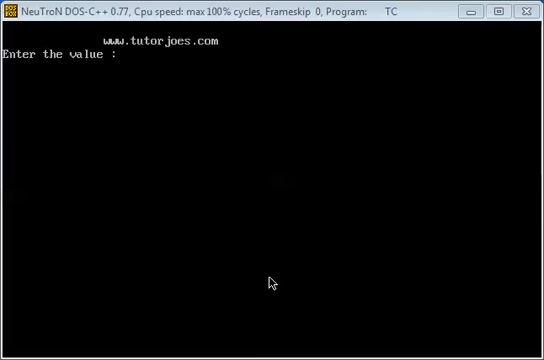 NeuTroN DOS-C++ 0.77, Cpu speed: max 100% cycles, Frameskip 0, Program: TC
www.tutorjoes.com
Enter the value :